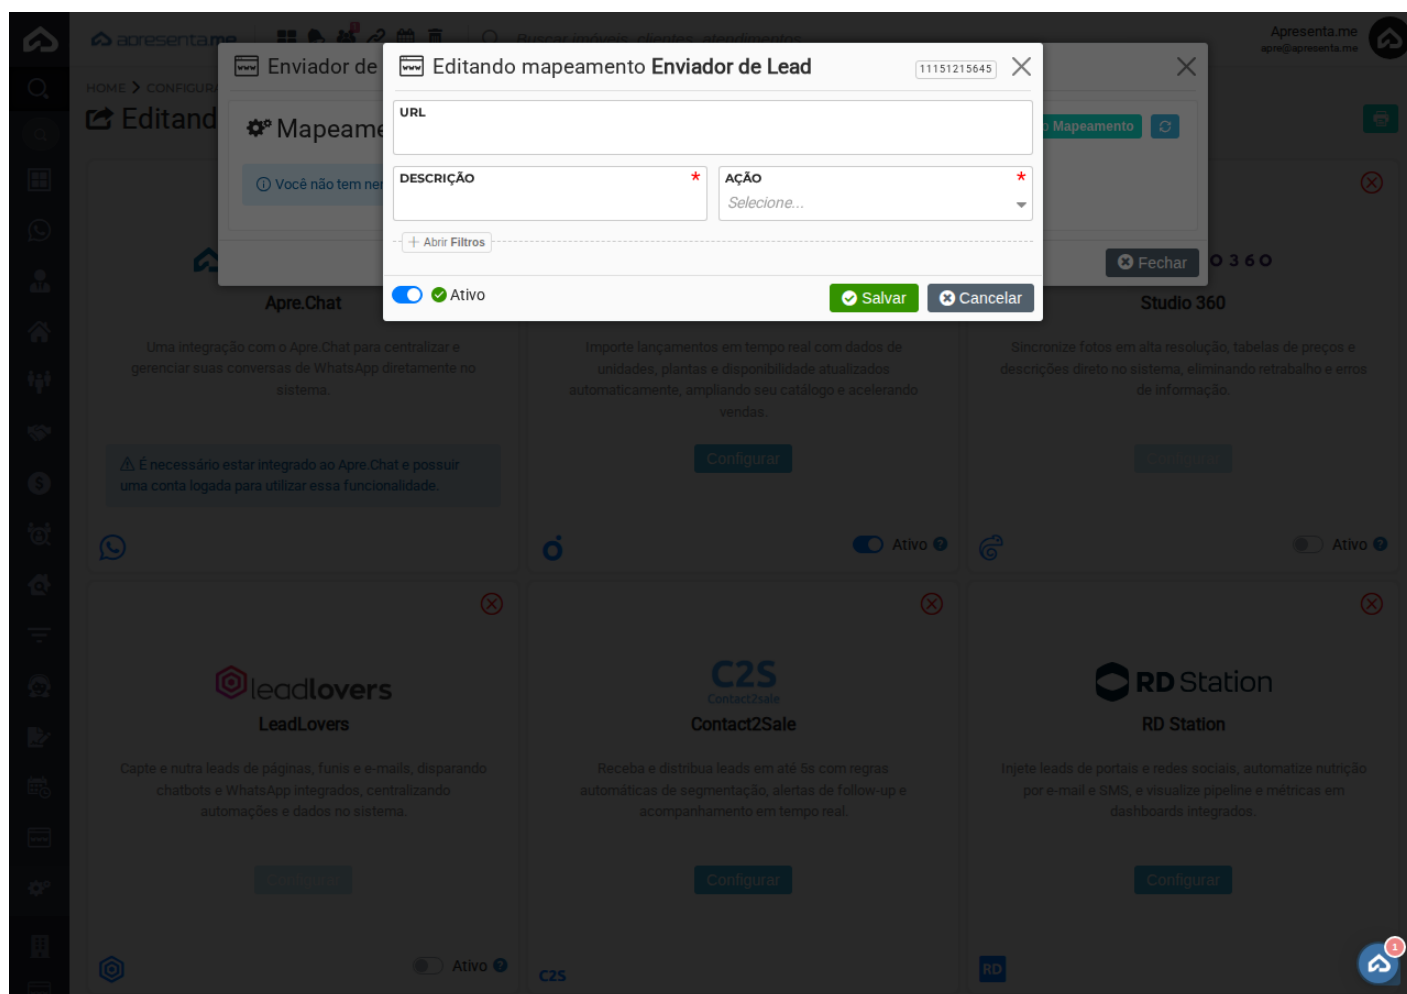 apresenta.me
1
Buscar imóveis, clientes, atendimentos
Apresenta.me
apre@apresenta.me
HOME
CONFIGUR
Editand
Enviador de
Mapeame
o Mapeamento
Você não tem ner
Fechar
Editando mapeamento Enviador de Lead
11151215645
URL
DESCRIÇÃO *
AÇÃO *
Selecione...
+ Abrir Filtros
Ativo
Salvar
Cancelar
Apre.Chat
Uma integração com o Apre.Chat para centralizar e
gerenciar suas conversas de WhatsApp diretamente no
sistema.
É necessário estar integrado ao Apre.Chat e possuir
uma conta logada para utilizar essa funcionalidade.
Importe lançamentos em tempo real com dados de
unidades, plantas e disponibilidade atualizados
automaticamente, ampliando seu catálogo e acelerando
vendas.
Configurar
Ativo
O 3 6 O
Studio 360
Sincronize fotos em alta resolução, tabelas de preços e
descrições direto no sistema, eliminando retrabalho e erros
de informação.
Configurar
Ativo
leadlovers
LeadLovers
Capte e nutra leads de páginas, funis e e-mails, disparando
chatbots e WhatsApp integrados, centralizando
automações e dados no sistema.
Configurar
Ativo
C2S
Contact2sale
Contact2Sale
Receba e distribua leads em até 5s com regras
automáticas de segmentação, alertas de follow-up e
acompanhamento em tempo real.
Configurar
C2S
RD Station
RD Station
Injete leads de portais e redes sociais, automatize nutrição
por e-mail e SMS, e visualize pipeline e métricas em
dashboards integrados.
Configurar
RD
1